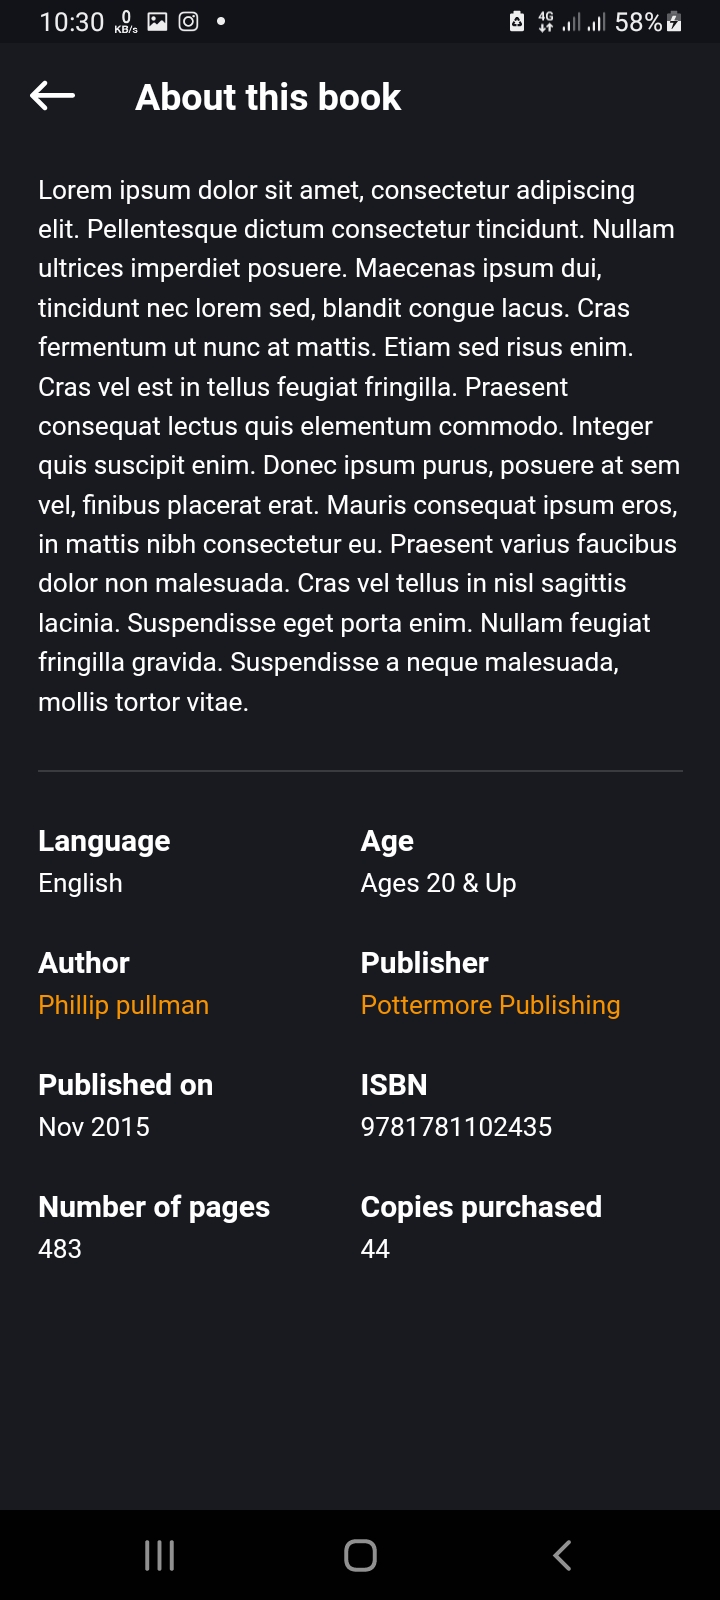 10:30 0 KB/s 4G 58%
About this book
Lorem ipsum dolor sit amet, consectetur adipiscing
elit. Pellentesque dictum consectetur tincidunt. Nullam
ultrices imperdiet posuere. Maecenas ipsum dui,
tincidunt nec lorem sed, blandit congue lacus. Cras
fermentum ut nunc at mattis. Etiam sed risus enim.
Cras vel est in tellus feugiat fringilla. Praesent
consequat lectus quis elementum commodo. Integer
quis suscipit enim. Donec ipsum purus, posuere at sem
vel, finibus placerat erat. Mauris consequat ipsum eros,
in mattis nibh consectetur eu. Praesent varius faucibus
dolor non malesuada. Cras vel tellus in nisl sagittis
lacinia. Suspendisse eget porta enim. Nullam feugiat
fringilla gravida. Suspendisse a neque malesuada,
mollis tortor vitae.
Language Age
English Ages 20 & Up
Author Publisher
Phillip pullman Pottermore Publishing
Published on ISBN
Nov 2015 9781781102435
Number of pages Copies purchased
483 44